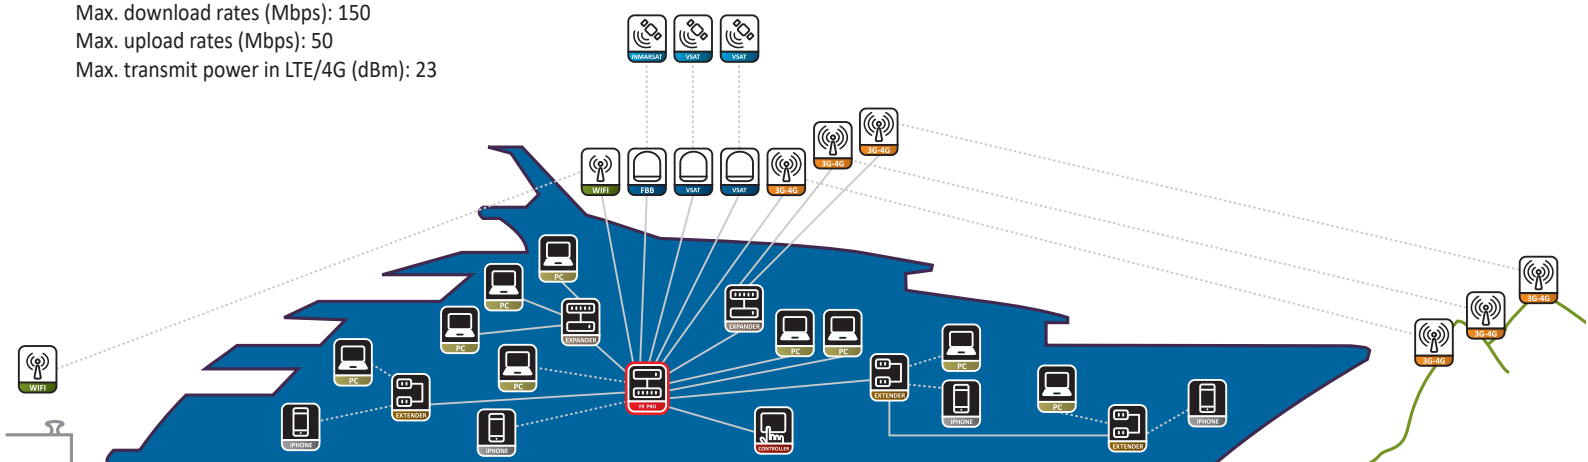 Max. download rates (Mbps): 150
Max. upload rates (Mbps): 50
Max. transmit power in LTE/4G (dBm): 23
INMARSAT
VSAT
VSAT
3G-4G
3G-4G
WIFI
FBB
VSAT
VSAT
3G-4G
PC
PC
3G-4G
EXPANDER
3G-4G
PC
EXPANDER
PC
PC
3G-4G
PC
PC
PC
WIFI
PC
EXTENDER
YR PRO
EXTENDER
PC
iPHONE
iPHONE
iPHONE
iPHONE
CONTROLLER
EXTENDER